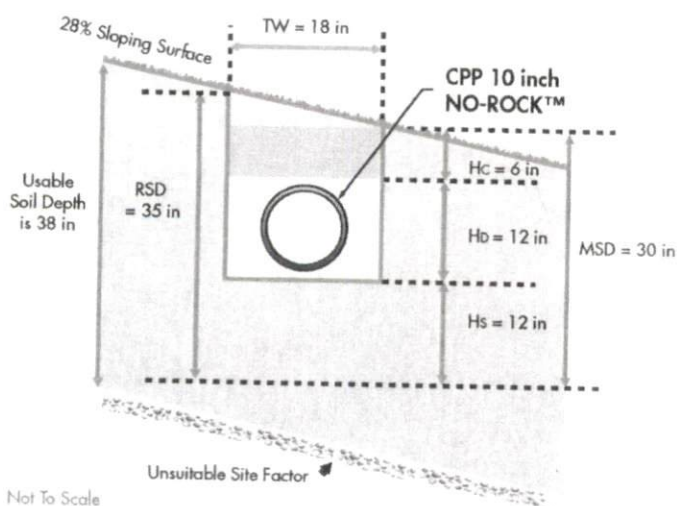 28% Sloping Surface
TW = 18 in
CPP 10 inch
NO-ROCK™
Usable
Soil Depth
is 38 in
RSD
= 35 in
HC = 6 in
HD = 12 in
MSD = 30 in
HS = 12 in
Unsuitable Site Factor
Not To Scale